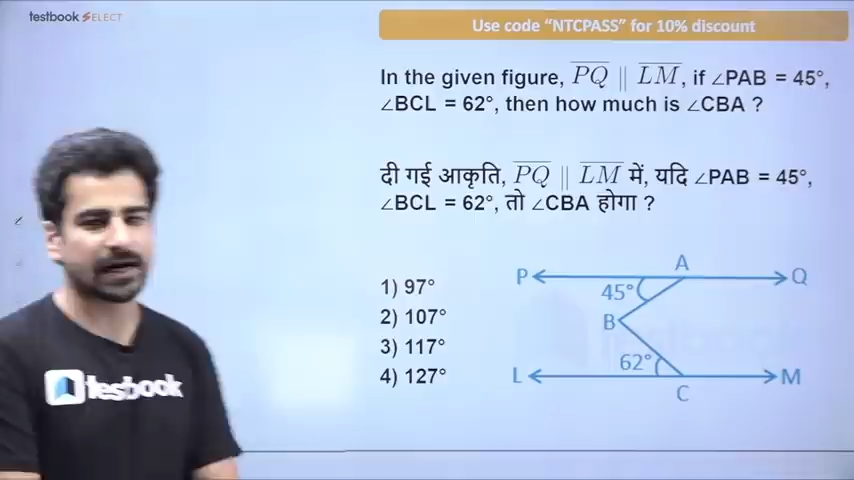 testbook SELECT
Use code “NTCPASS” for 10% discount
In the given figure, PQ || LM, if ∠PAB = 45°,
∠BCL = 62°, then how much is ∠CBA ?
दी गई आकृति, PQ || LM में, यदि ∠PAB = 45°,
∠BCL = 62°, तो ∠CBA होगा ?
1) 97°
2) 107°
3) 117°
4) 127°
P A Q
45°
B
62°
L M
C
testbook